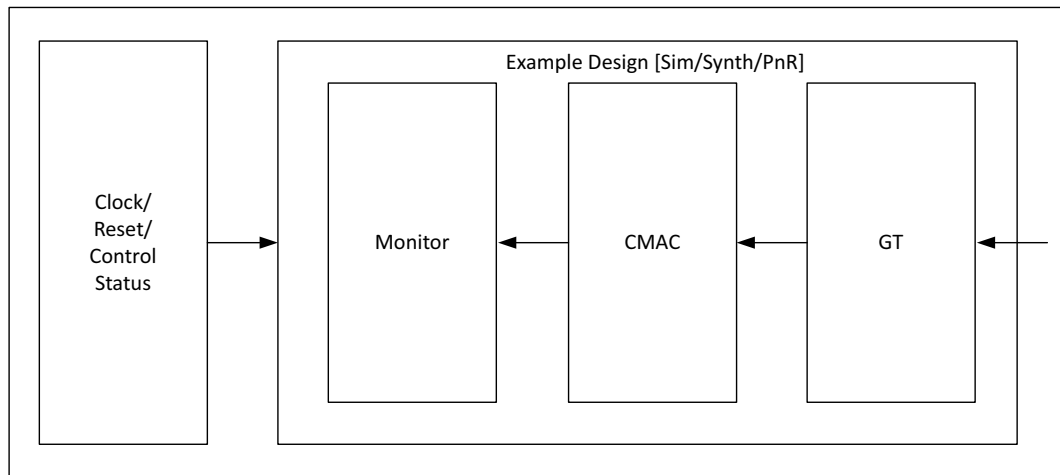 Example Design [Sim/Synth/PnR]
Clock/
Reset/
Control
Status
Monitor
CMAC
GT